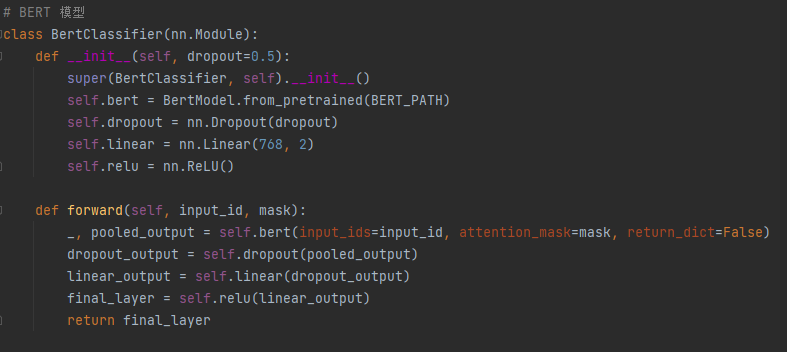 # BERT 模型
class BertClassifier(nn.Module):
    def __init__(self, dropout=0.5):
        super(BertClassifier, self).__init__()
        self.bert = BertModel.from_pretrained(BERT_PATH)
        self.dropout = nn.Dropout(dropout)
        self.linear = nn.Linear(768, 2)
        self.relu = nn.ReLU()
    def forward(self, input_id, mask):
        _, pooled_output = self.bert(input_ids=input_id, attention_mask=mask, return_dict=False)
        dropout_output = self.dropout(pooled_output)
        linear_output = self.linear(dropout_output)
        final_layer = self.relu(linear_output)
        return final_layer